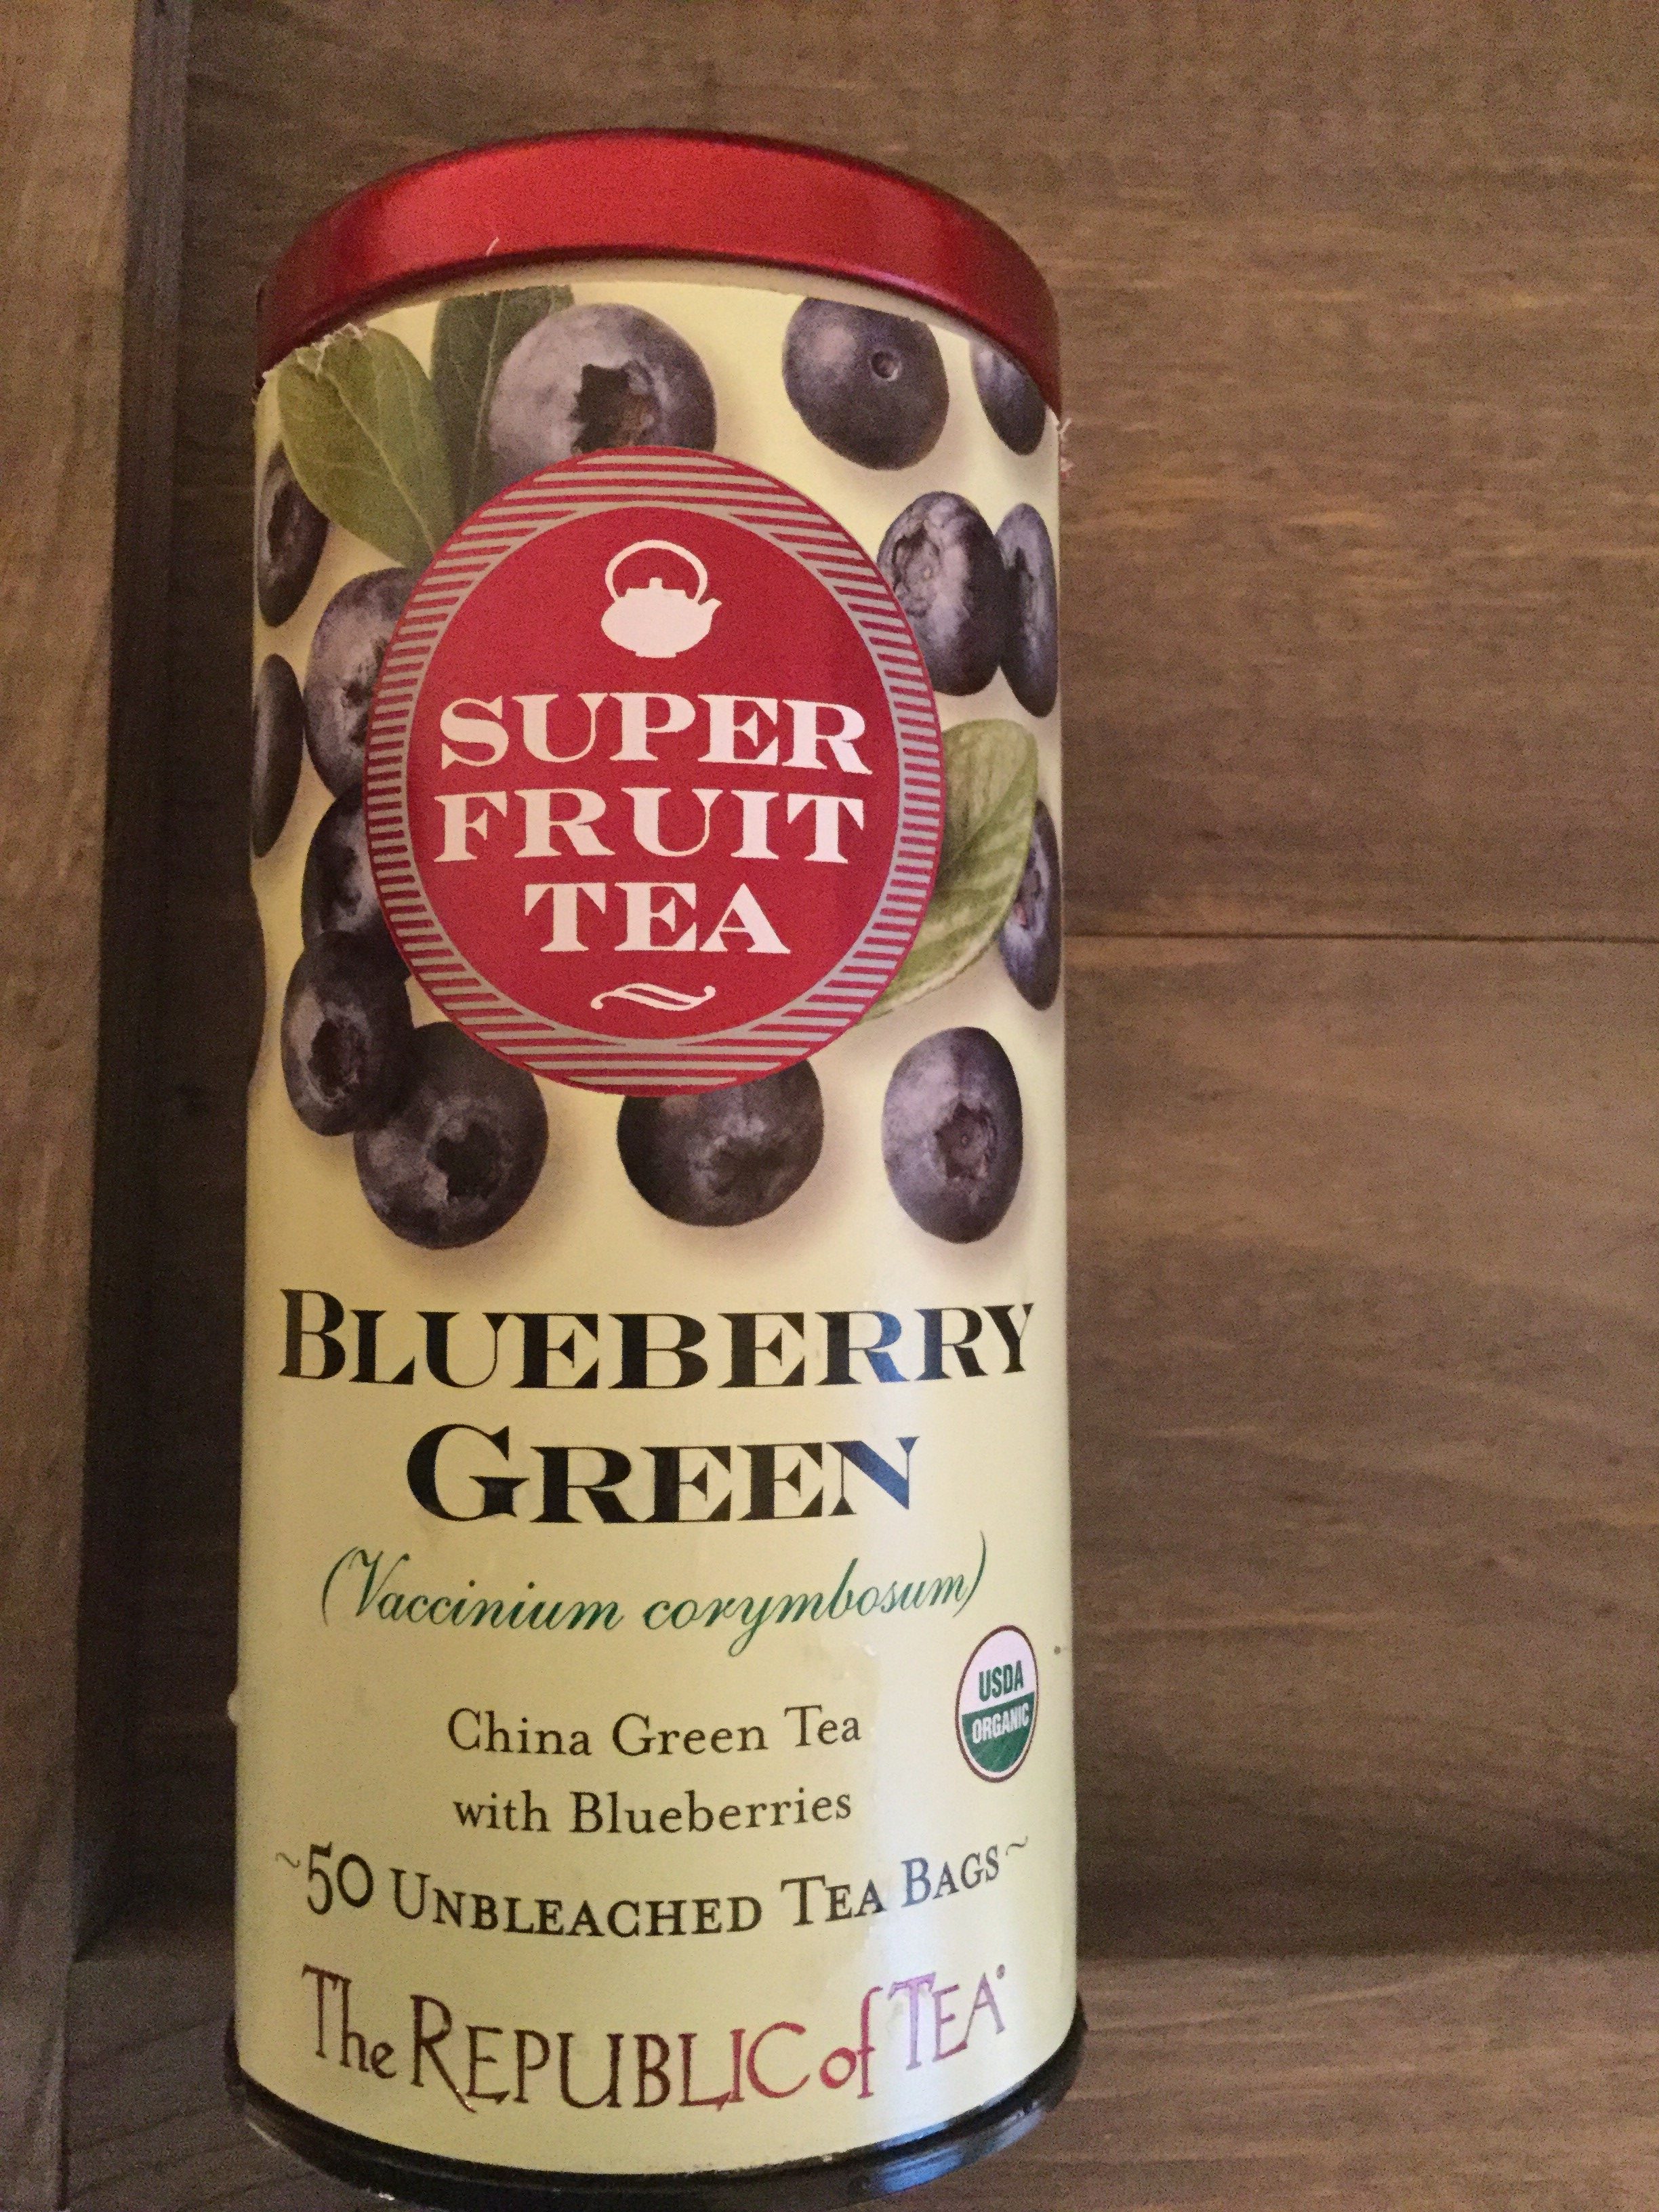 SUPER
FRUIT
TEA
BLUEBERRY
GREEN
(Vaccinium corymbosum)
USDA
ORGANIC
China Green Tea
with Blueberries
~50 UNBLEACHED TEA BAGS~
The REPUBLIC of TEA®